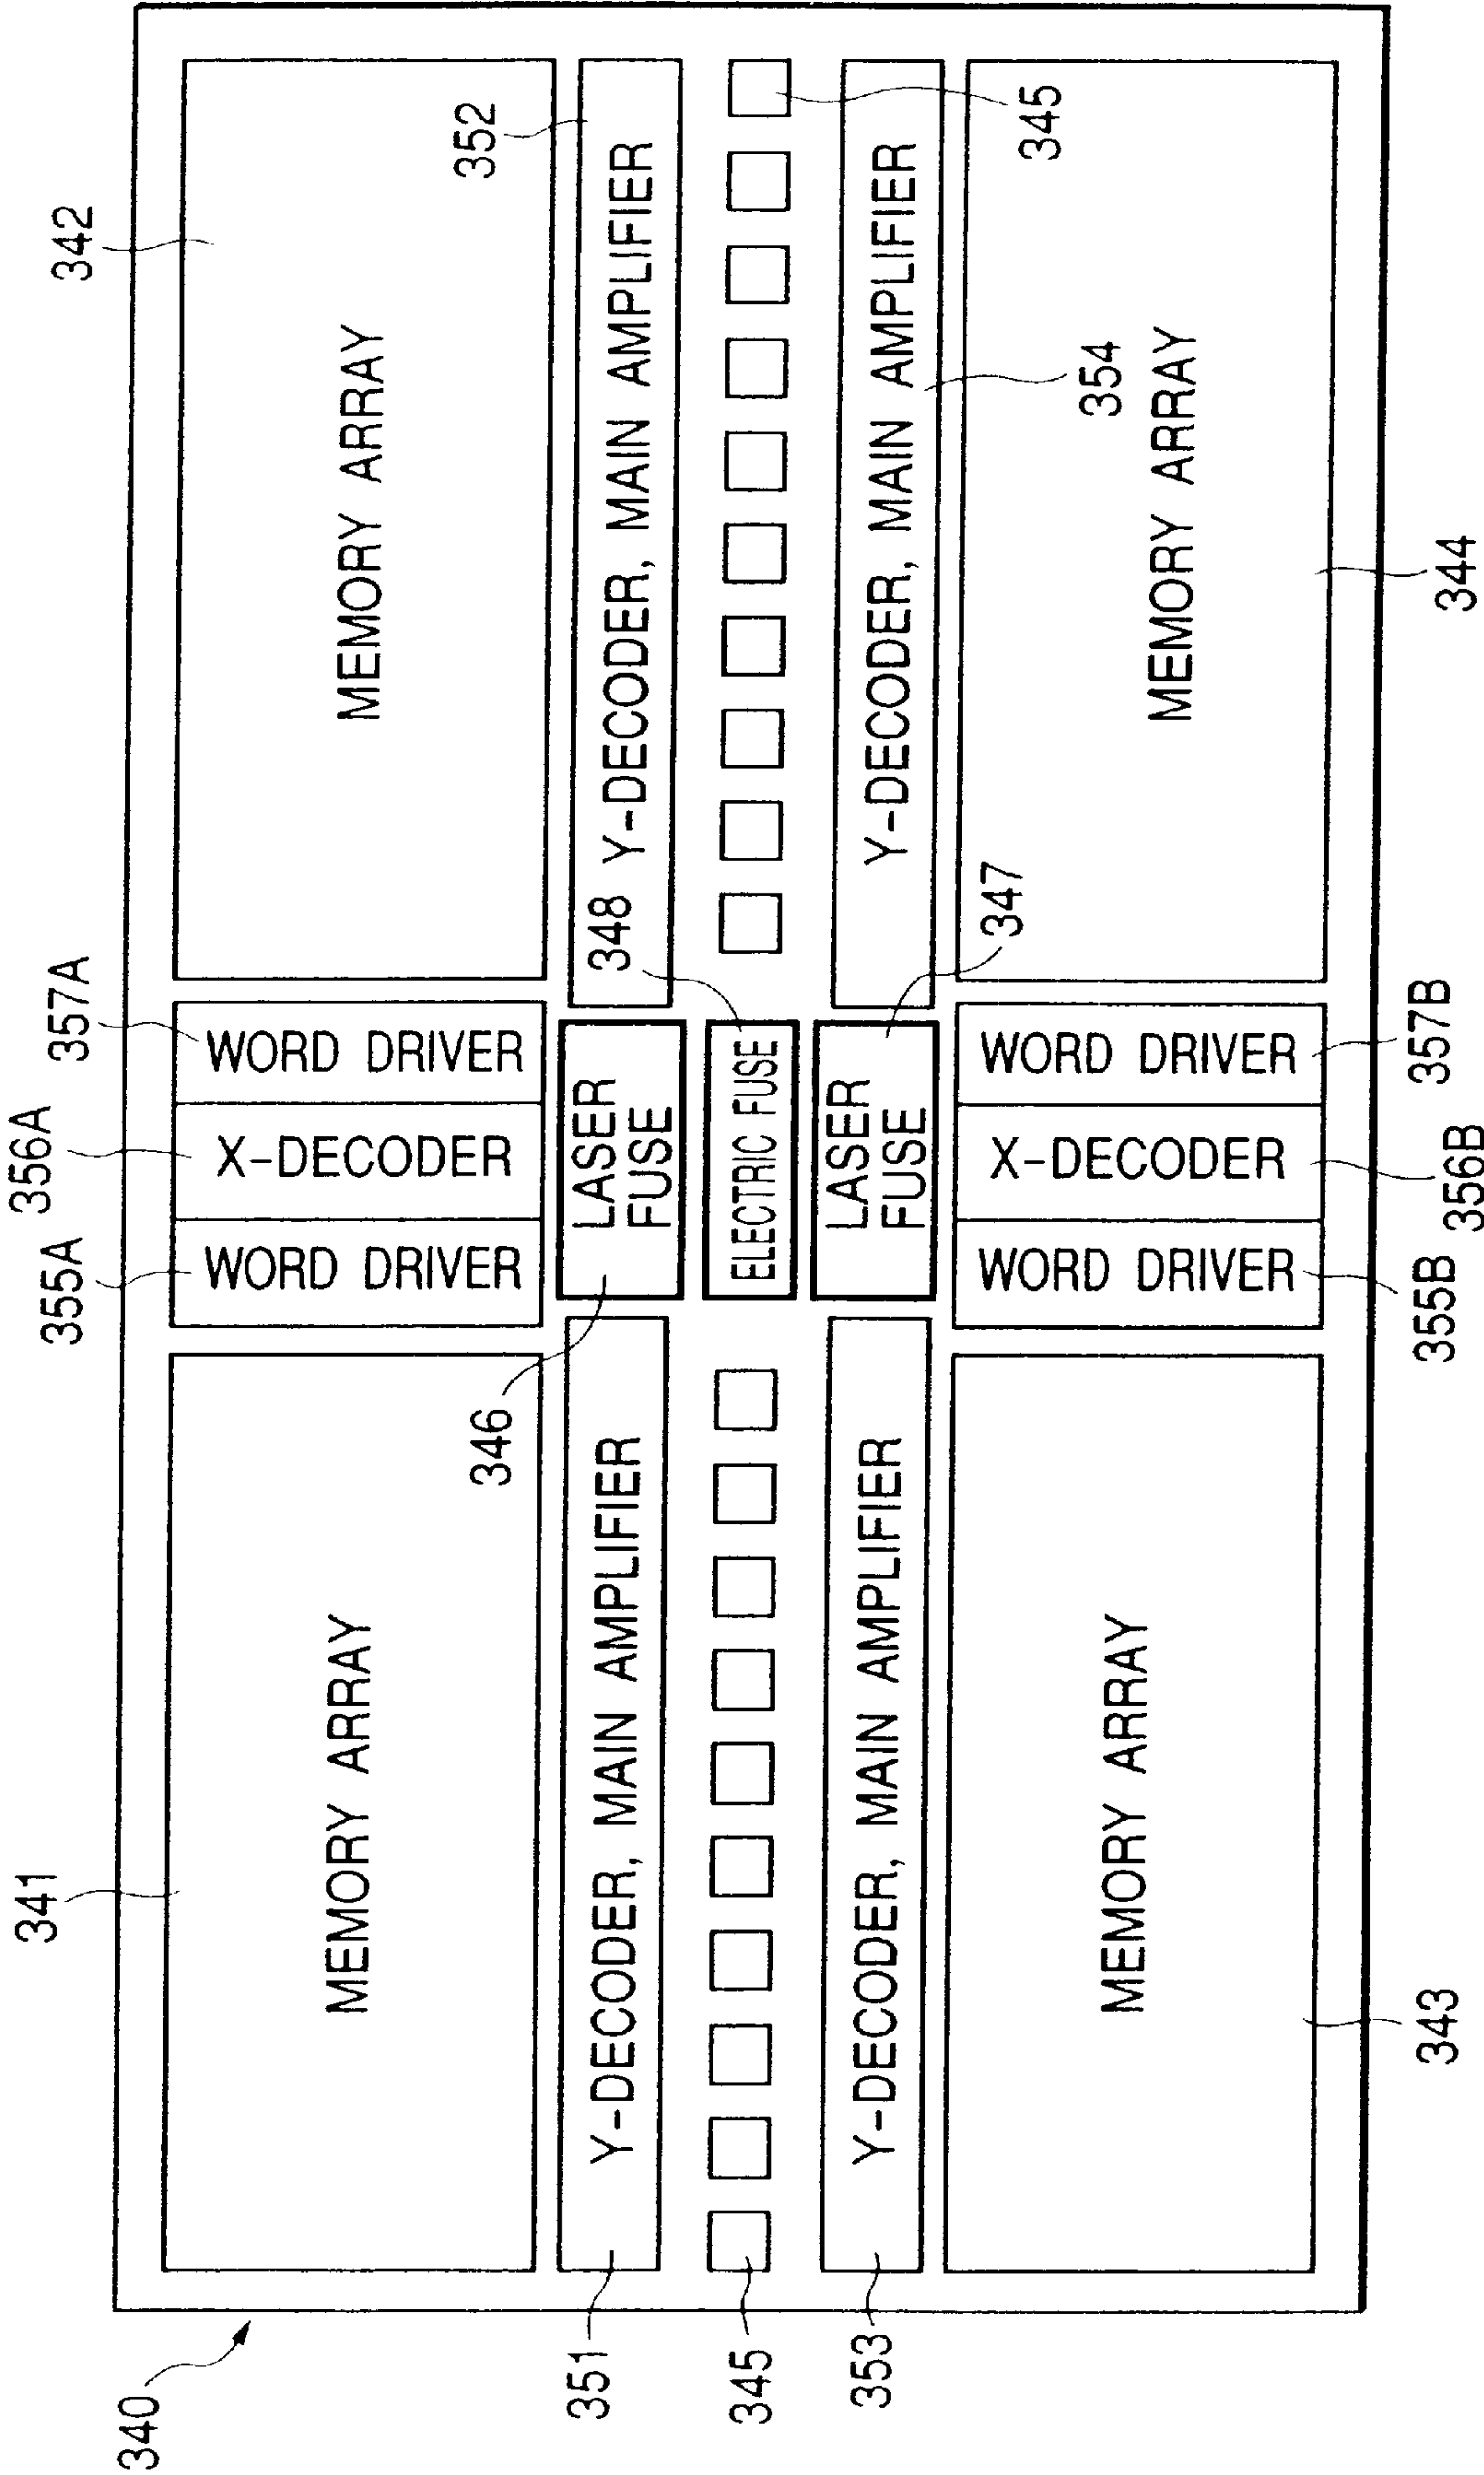 340
341
355A
356A
357A
342
MEMORY ARRAY
WORD DRIVER
X-DECODER
WORD DRIVER
MEMORY ARRAY
346
352
351
Y-DECODER, MAIN AMPLIFIER
LASER
FUSE
348
Y-DECODER, MAIN AMPLIFIER
345
ELECTRIC FUSE
353
Y-DECODER, MAIN AMPLIFIER
LASER
FUSE
Y-DECODER, MAIN AMPLIFIER
347
345
354
MEMORY ARRAY
WORD DRIVER
X-DECODER
WORD DRIVER
MEMORY ARRAY
343
355B
356B
357B
344